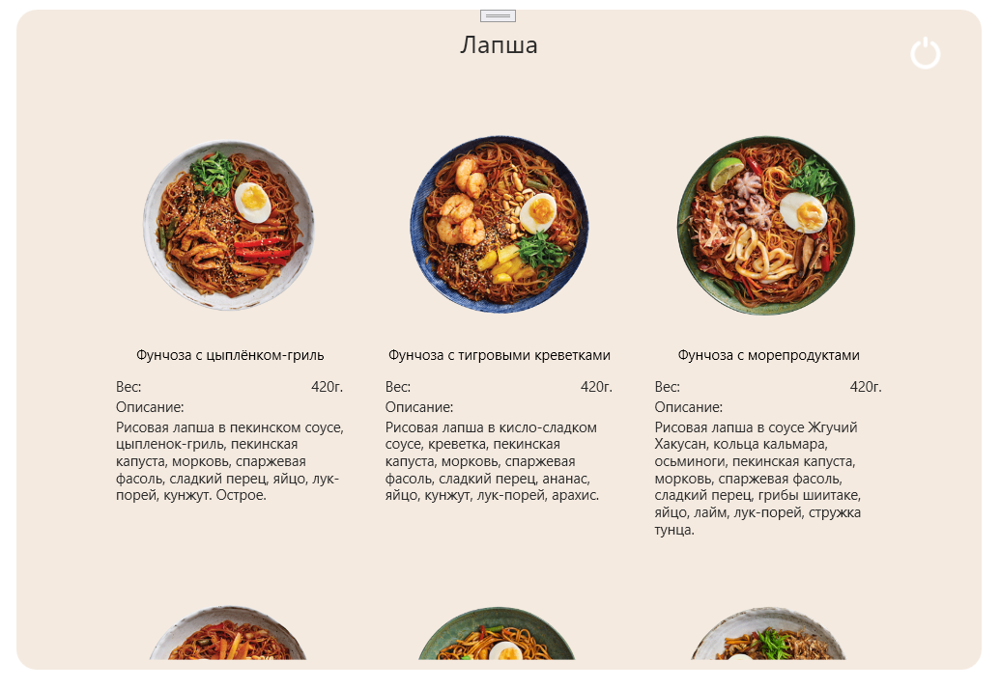 Лапша
Фунчоза с цыплёнком-гриль
Вес: 420г.
Описание:
Рисовая лапша в пекинском соусе,
цыпленок-гриль, пекинская
капуста, морковь, спаржевая
фасоль, сладкий перец, яйцо, лук-
порей, кунжут. Острое.
Фунчоза с тигровыми креветками
Вес: 420г.
Описание:
Рисовая лапша в кисло-сладком
соусе, креветка, пекинская
капуста, морковь, спаржевая
фасоль, сладкий перец, ананас,
яйцо, кунжут, лук-порей, арахис.
Фунчоза с морепродуктами
Вес: 420г.
Описание:
Рисовая лапша в соусе Жгучий
Хакусан, кольца кальмара,
осьминоги, пекинская капуста,
морковь, спаржевая фасоль,
сладкий перец, грибы шиитаке,
яйцо, лайм, лук-порей, стружка
тунца.